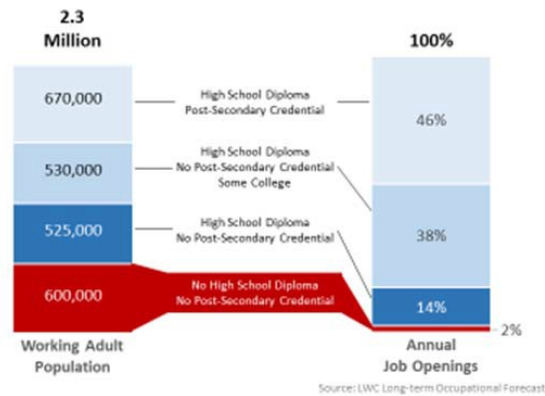 2.3
Million
100%
670,000
High School Diploma
Post-Secondary Credential
46%
530,000
High School Diploma
No Post-Secondary Credential
Some College
38%
525,000
High School Diploma
No Post-Secondary Credential
14%
600,000
No High School Diploma
No Post-Secondary Credential
2%
Working Adult
Population
Annual
Job Openings
Source: LWC Long-term Occupational Forecast